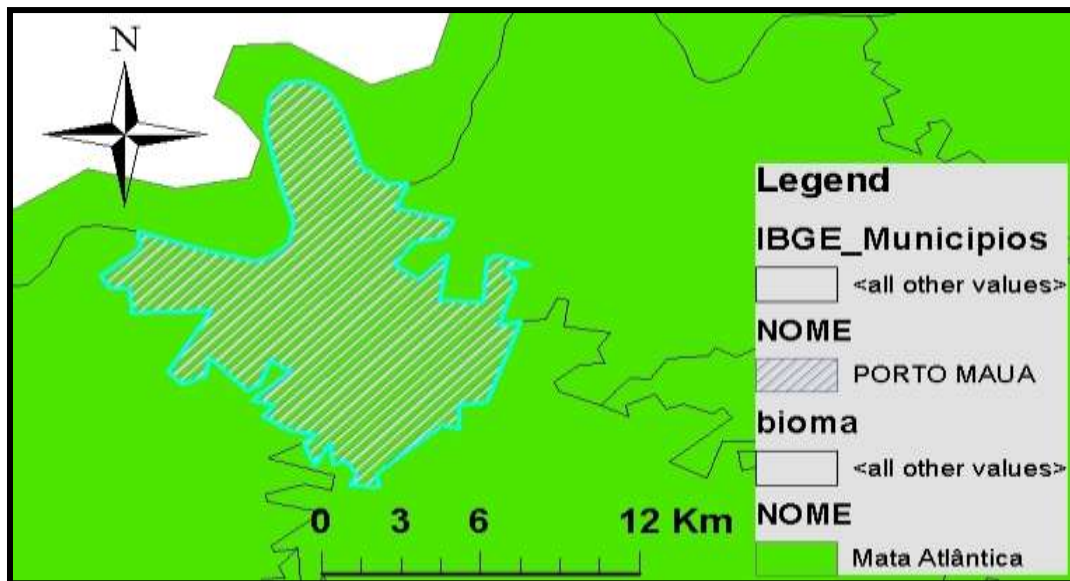 N
Legend
IBGE_Municipios
<all other values>
NOME
PORTO MAUA
bioma
<all other values>
NOME
Mata Atlântica
0 3 6 12 Km